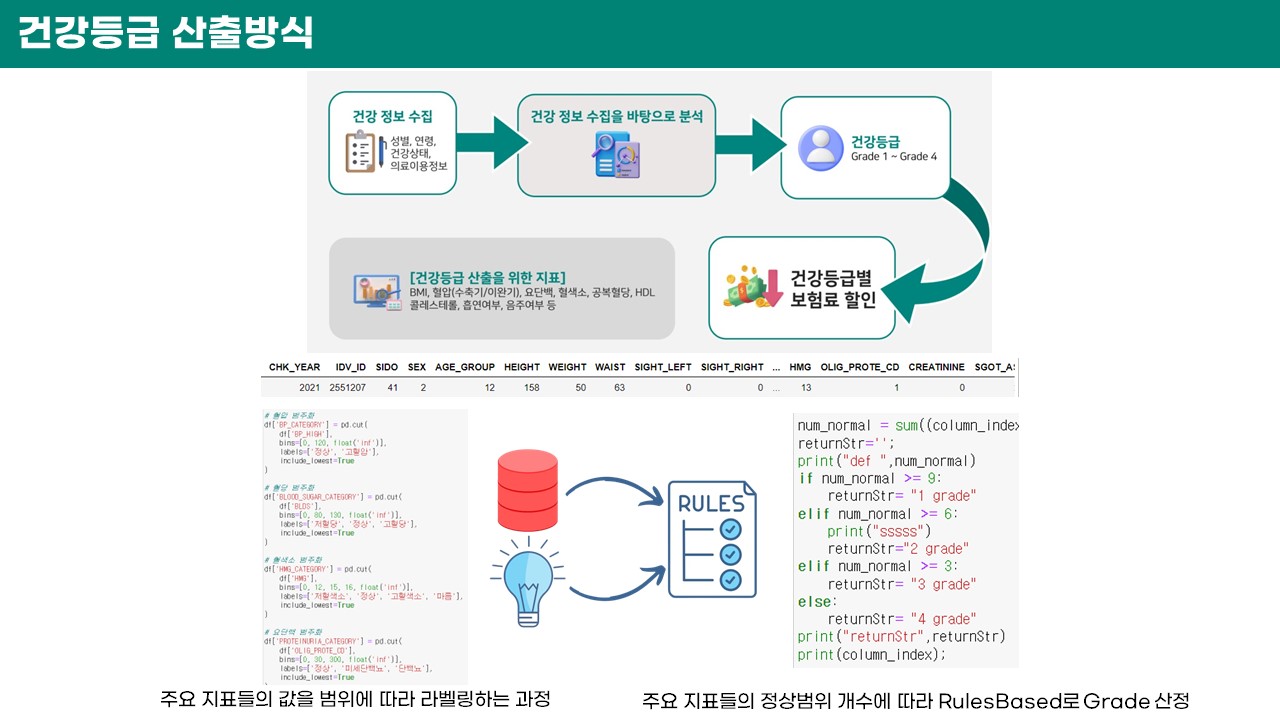 건강등급 산출방식
건강 정보 수집
성별, 연령,
건강상태,
의료이용정보
건강 정보 수집을 바탕으로 분석
건강등급
Grade 1 ~ Grade 4
[건강등급 산출을 위한 지표]
BMI, 혈압(수축기/이완기), 요단백, 혈색소, 공복혈당, HDL
콜레스테롤, 흡연여부, 음주여부 등
건강등급별
보험료 할인
CHK_YEAR IDV_ID SIDO SEX AGE_GROUP HEIGHT WEIGHT WAIST SIGHT_LEFT SIGHT_RIGHT ... HMG OLIG_PROTE_CD CREATININE SGOT_AS
2021 2551207 41 2 12 158 50 63 0 0 ... 13 1 0
# 혈압 범주화
df['BP_CATEGORY'] = pd.cut(
df['BP_HIGH'],
bins=[0, 120, float('inf')],
labels=['정상', '고혈압'],
include_lowest=True
)
# 혈당 범주화
df['BLOOD_SUGAR_CATEGORY'] = pd.cut(
df['BLDS'],
bins=[0, 80, 130, float('inf')],
labels=['저혈당', '정상', '고혈당'],
include_lowest=True
)
# 혈색소 범주화
df['HMG_CATEGORY'] = pd.cut(
df['HMG'],
bins=[0, 12, 15, 16, float('inf')],
labels=['저혈색소', '정상', '고혈색소', '마름'],
include_lowest=True
)
# 요단백 범주화
df['PROTEINURIA_CATEGORY'] = pd.cut(
df['OLIG_PROTE_CD'],
bins=[0, 30, 300, float('inf')],
labels=['정상', '미세단백뇨', '단백뇨'],
include_lowest=True
RULES
num_normal = sum((column_index
returnStr='';
print("def ",num_normal)
if num_normal >= 9:
returnStr= "1 grade"
elif num_normal >= 6:
print("sssss")
returnStr="2 grade"
elif num_normal >= 3:
returnStr= "3 grade"
else:
returnStr= "4 grade"
print("returnStr",returnStr)
print(column_index);
주요 지표들의 값을 범위에 따라 라벨링하는 과정
주요 지표들의 정상범위 개수에 따라 RulesBased로 Grade 산정